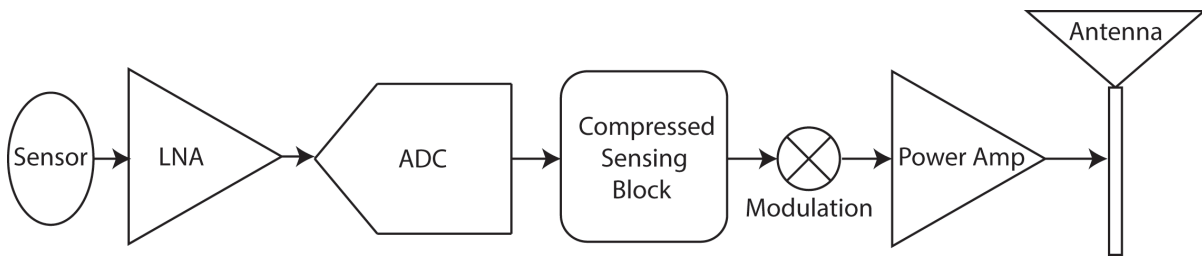 Sensor
LNA
ADC
Compressed
Sensing
Block
Modulation
Power Amp
Antenna